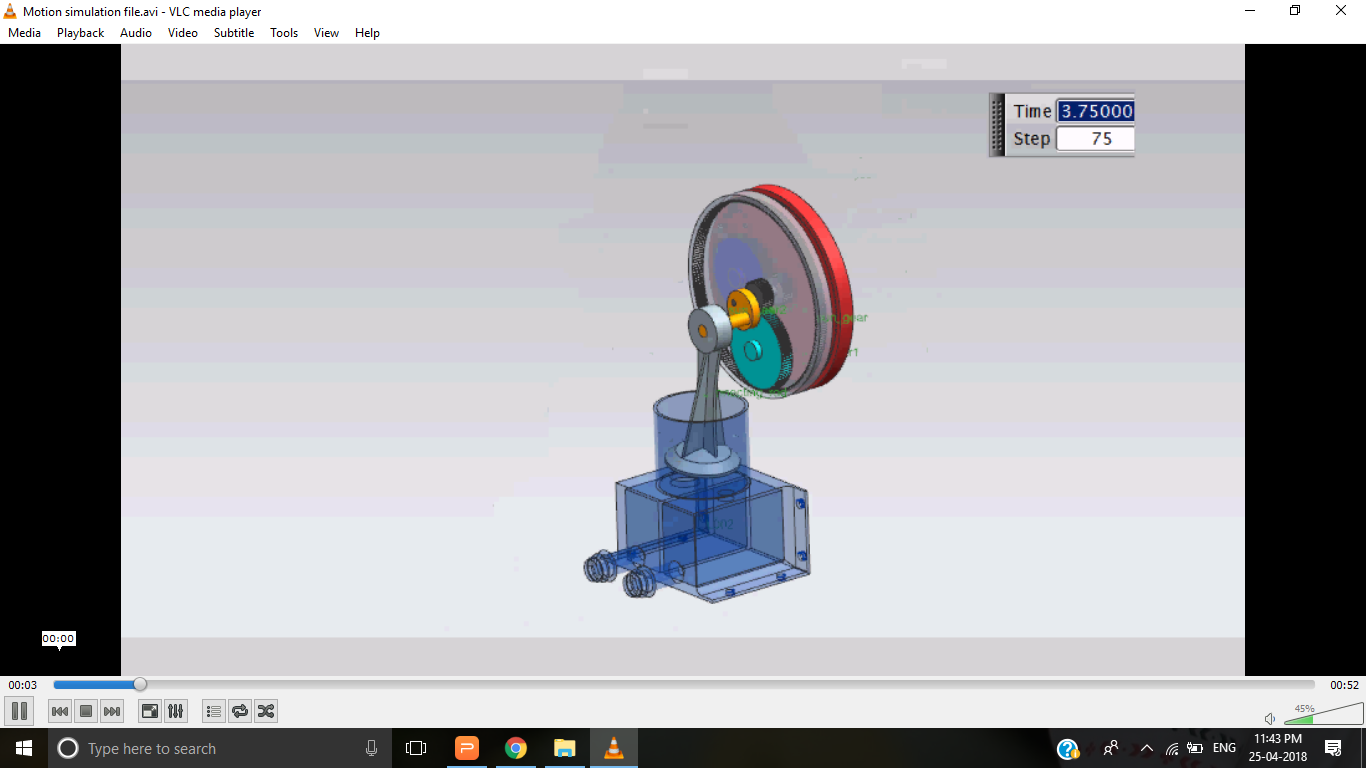 Motion simulation file.avi - VLC media player
Media Playback Audio Video Subtitle Tools View Help
Time 3.75000
Step 75
00:00
00:03
00:52
45%
Type here to search
ENG
11:43 PM
25-04-2018